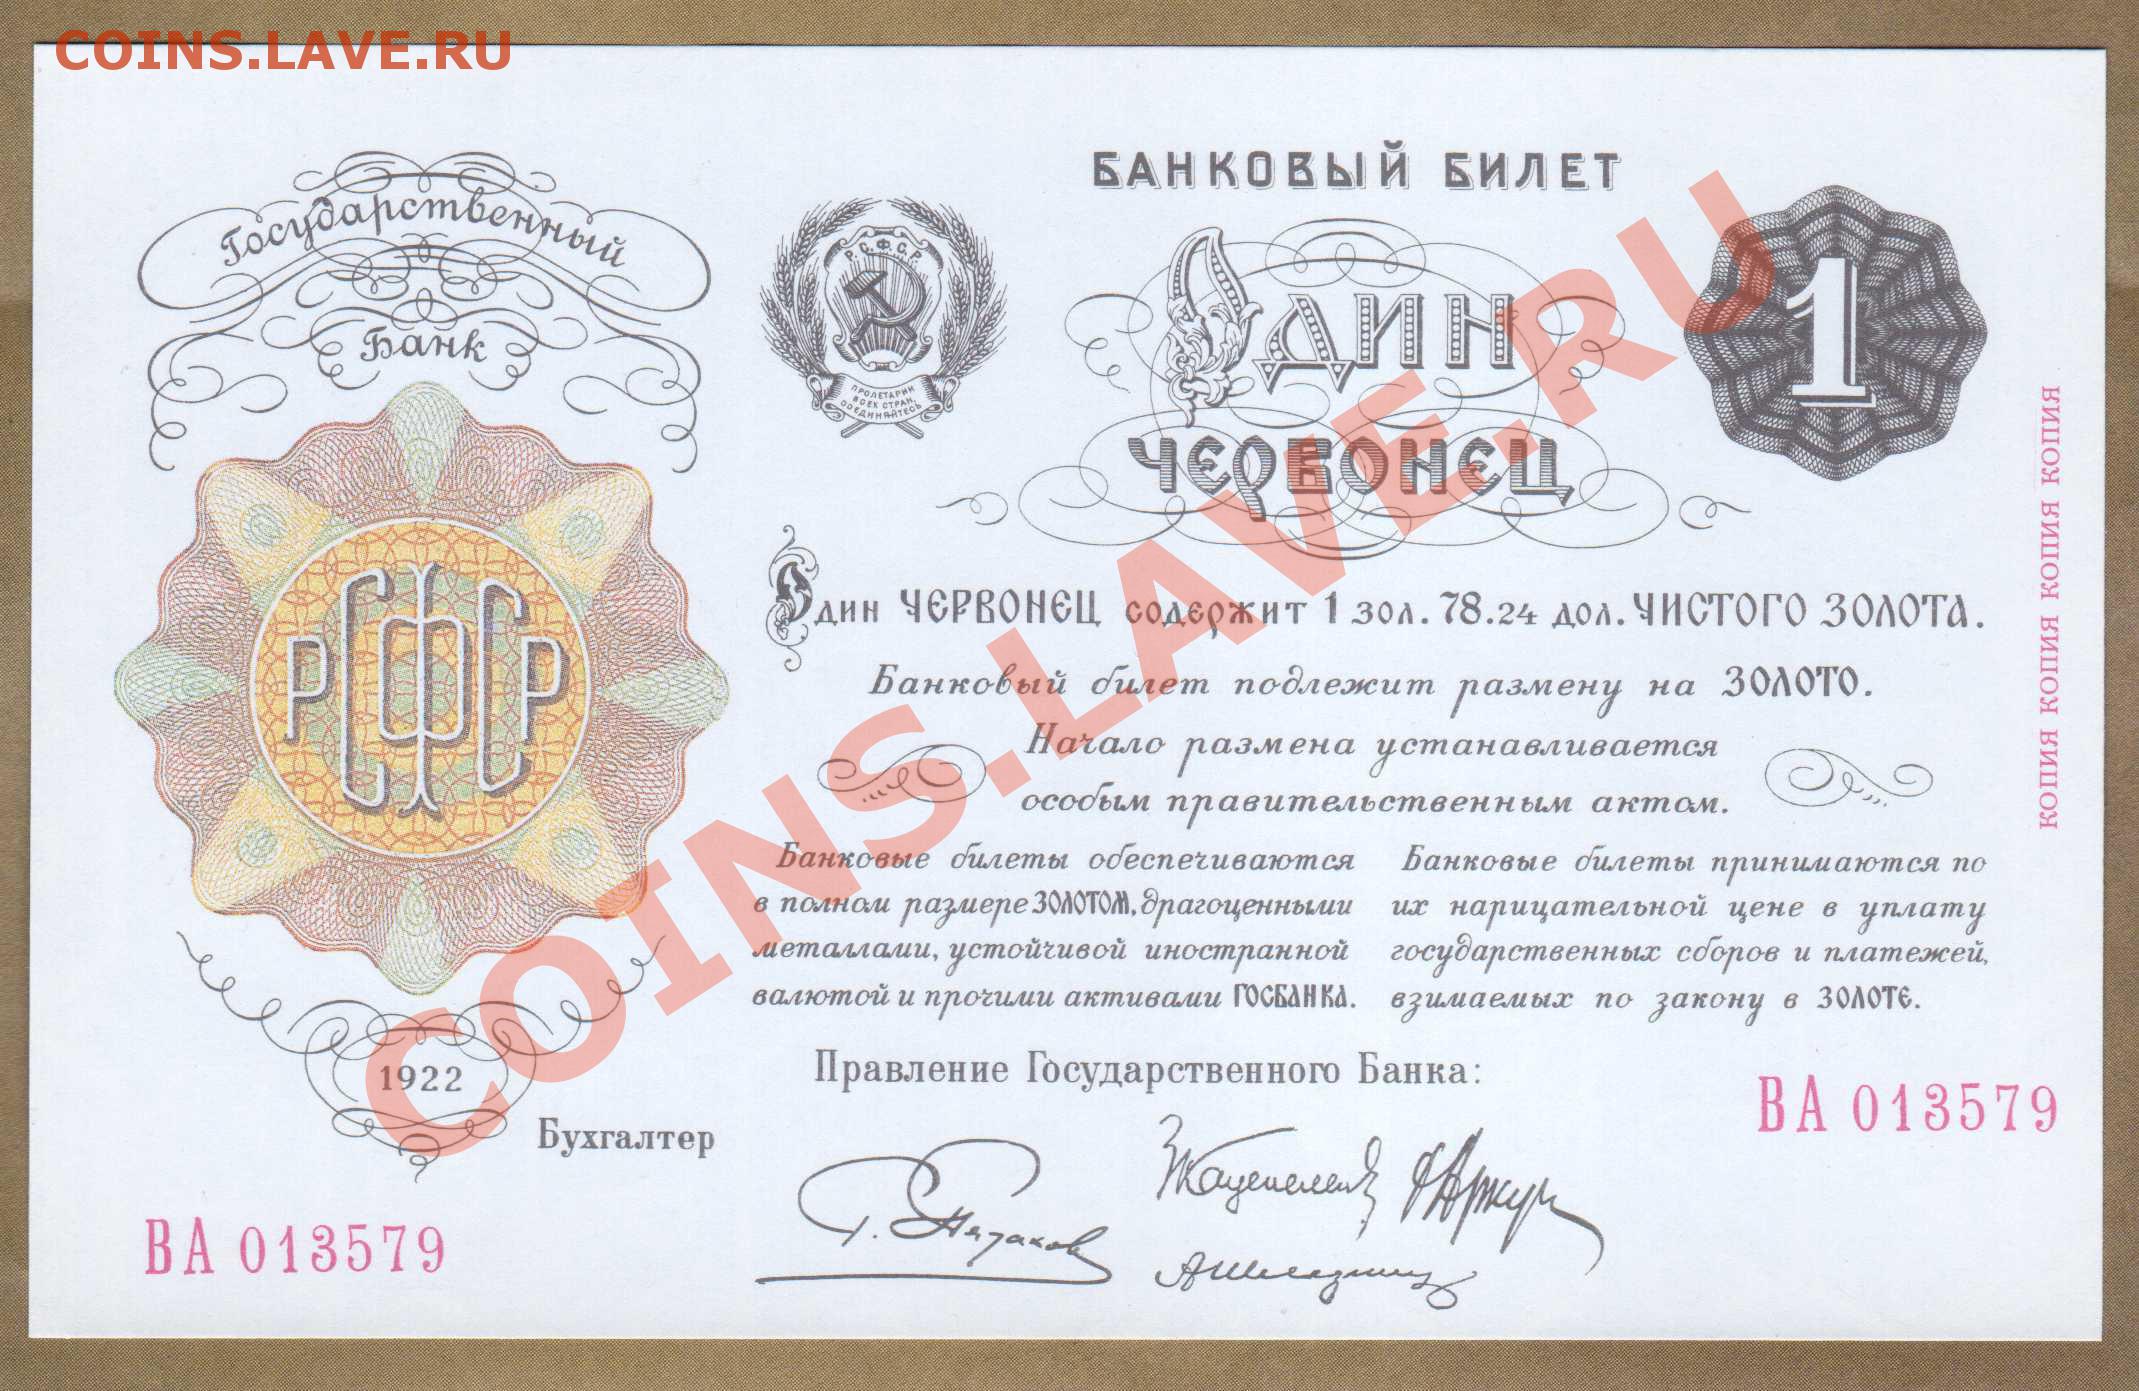 COINS.LAVE.RU
Государственный
Банк
РСФСР
1922
Бухгалтер
ВА 013579
Р.С.Ф.С.Р.
ПРОЛЕТАРИИ
ВСЕХ СТРАН,
СОЕДИНЯЙТЕСЬ
БАНКОВЫЙ БИЛЕТ
ОДИН
ЧЕРВОНЕЦ
1
Один ЧЕРВОНЕЦ содержит 1 зол. 78.24 дол. ЧИСТОГО ЗОЛОТА.
Банковый билет подлежит размену на ЗОЛОТО.
Начало размена устанавливается
особым правительственным актом.
Банковые билеты обеспечиваются
в полном размере ЗОЛОТОМ, драгоценными
металлами, устойчивой иностранной
валютой и прочими активами ГОСБАНКА.
Банковые билеты принимаются по
их нарицательной цене в уплату
государственных сборов и платежей,
взимаемых по закону в ЗОЛОТЕ.
Правление Государственного Банка:
ВА 013579
КОПИЯ КОПИЯ КОПИЯ КОПИЯ
COINS.LAVE.RU